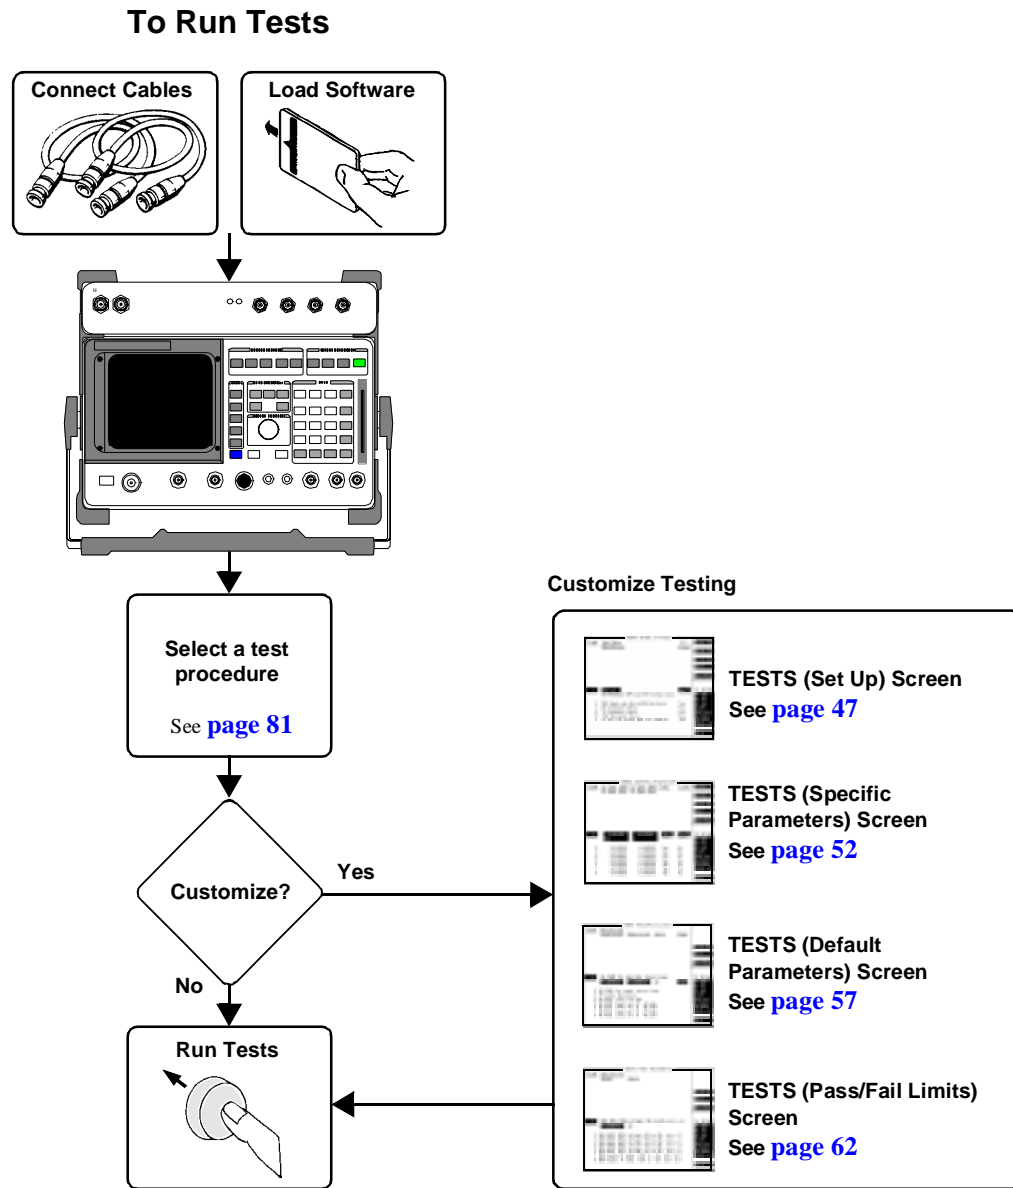 To Run Tests
Connect Cables
Load Software
Select a test
procedure
See page 81
Customize?
Yes
No
Run Tests
Customize Testing
TESTS (Set Up) Screen
See page 47
TESTS (Specific
Parameters) Screen
See page 52
TESTS (Default
Parameters) Screen
See page 57
TESTS (Pass/Fail Limits)
Screen
See page 62